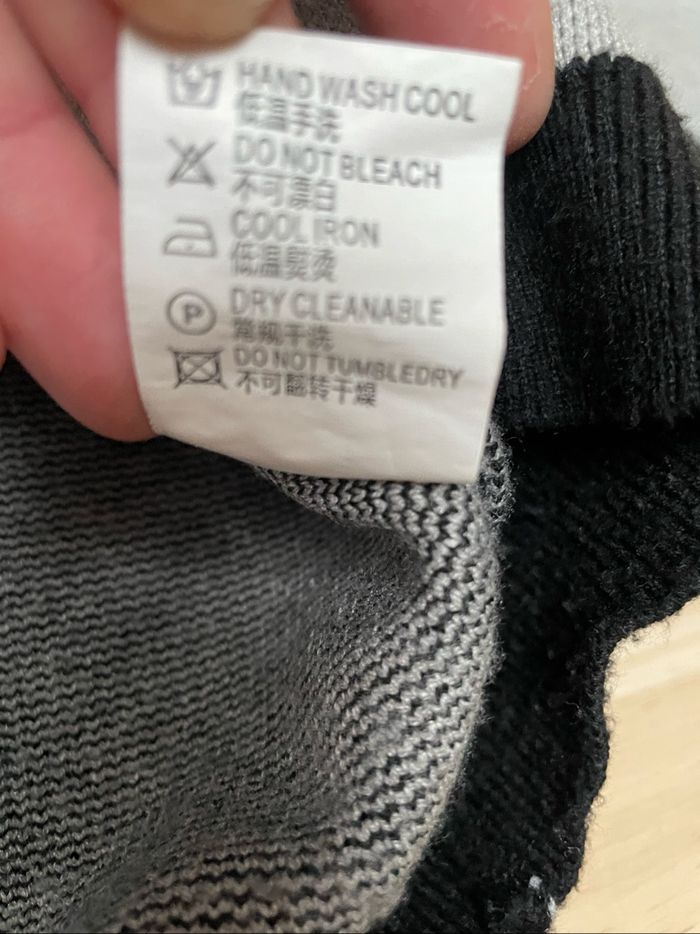 HAND WASH COOL
低温手洗
DO NOT BLEACH
不可漂白
COOL IRON
低温熨烫
P
DRY CLEANABLE
常规干洗
DO NOT TUMBLEDRY
不可翻转干燥